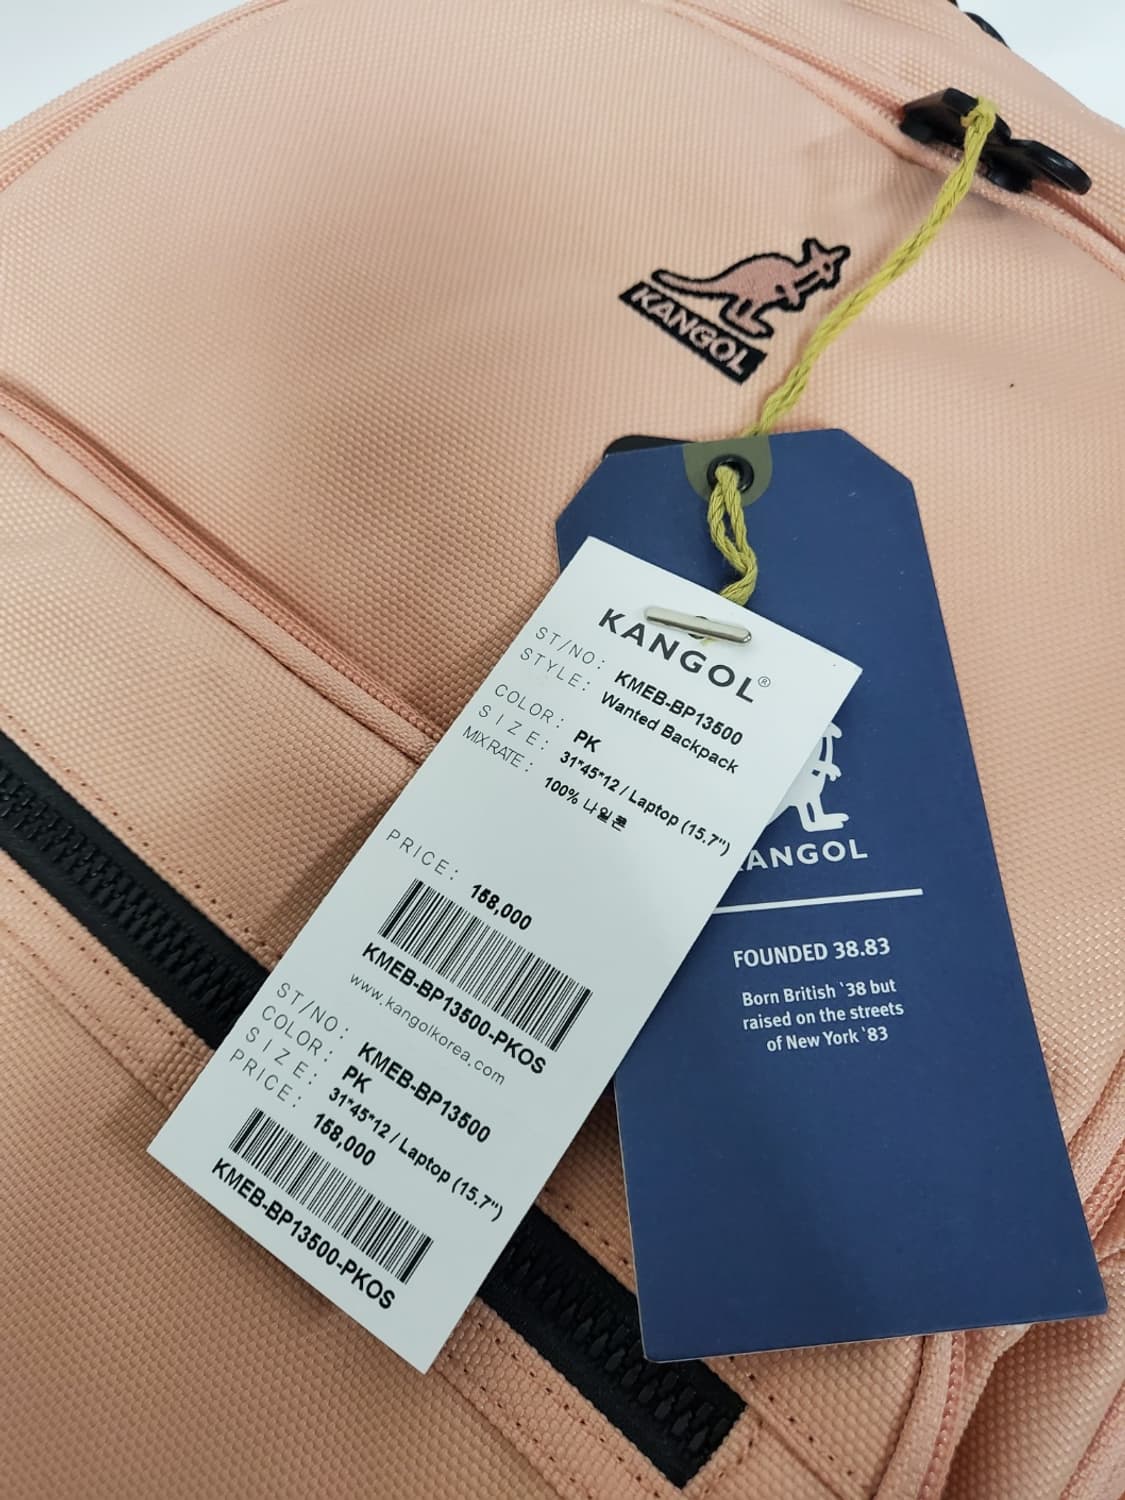 KANGOL
KANGOL®
ST/NO: KMEB-BP13500
STYLE: Wanted Backpack
COLOR: PK
SIZE: 31*45*12 / Laptop (15.7")
MIXRATE: 100% 나일론
PRICE: 158,000
KMEB-BP13500-PKOS
www.kangolkorea.com
ST/NO: KMEB-BP13500
COLOR: PK
SIZE: 31*45*12 / Laptop (15.7")
PRICE: 158,000
KMEB-BP13500-PKOS
KANGOL
FOUNDED 38.83
Born British `38 but
raised on the streets
of New York `83